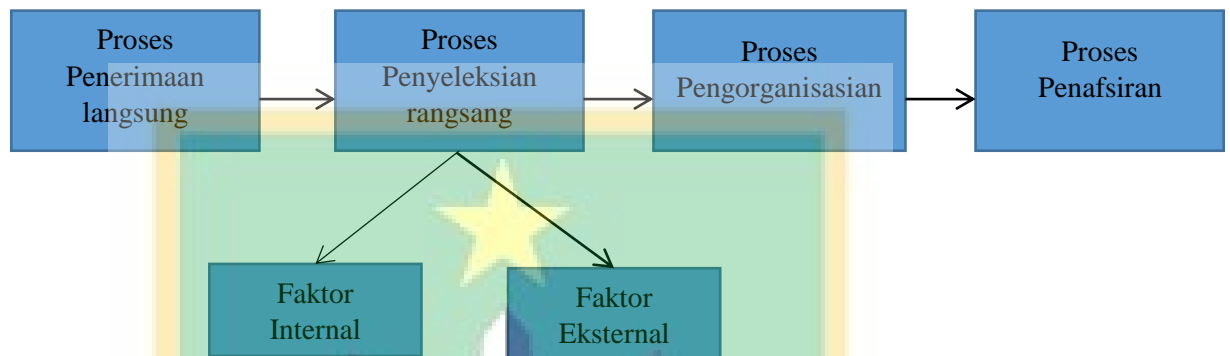 Proses
Penerimaan
langsung
Proses
Penyeleksian
rangsang
Proses
Pengorganisasian
Proses
Penafsiran
Faktor
Internal
Faktor
Eksternal